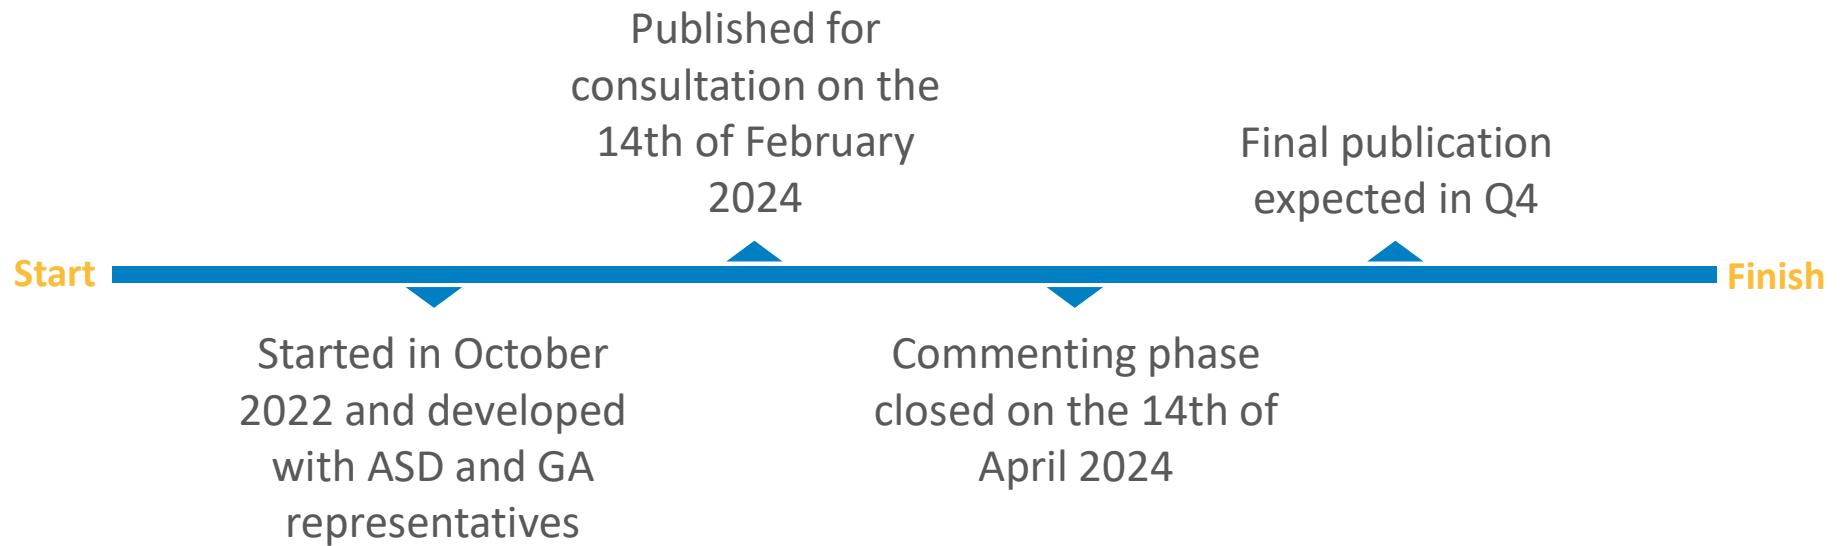 Published for
consultation on the
14th of February
2024
Final publication
expected in Q4
Start
Finish
Started in October
2022 and developed
with ASD and GA
representatives
Commenting phase
closed on the 14th of
April 2024